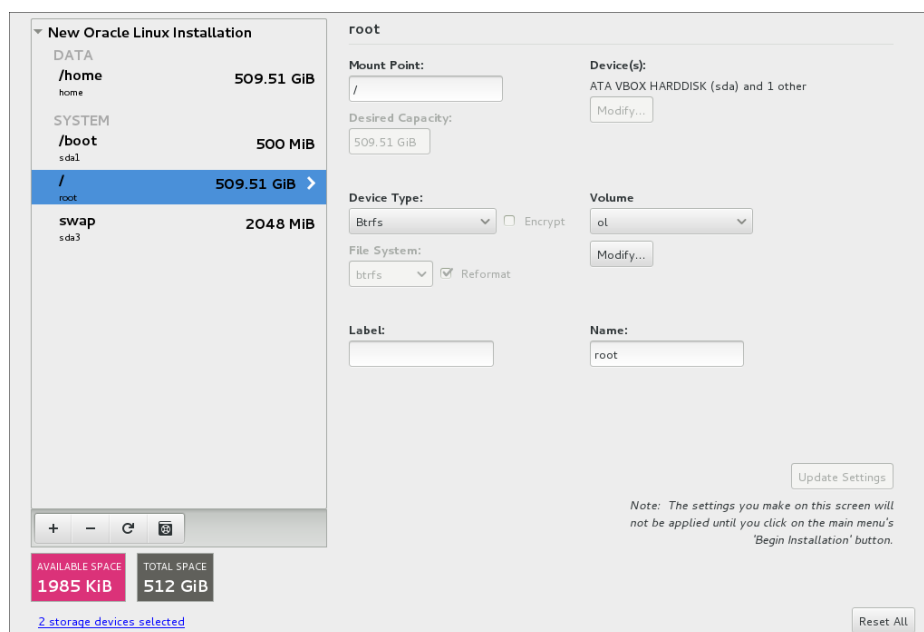 New Oracle Linux Installation
DATA
/home 509.51 GiB
home
SYSTEM
/boot 500 MiB
sda1
/ 509.51 GiB
root
swap 2048 MiB
sda3
+ −
AVAILABLE SPACE
1985 KiB
TOTAL SPACE
512 GiB
2 storage devices selected
root
Mount Point:
/
Desired Capacity:
509.51 GiB
Device(s):
ATA VBOX HARDDISK (sda) and 1 other
Modify...
Device Type:
Btrfs Encrypt
File System:
btrfs Reformat
Volume
ol
Modify...
Label:
Name:
root
Update Settings
Note: The settings you make on this screen will
not be applied until you click on the main menu's
'Begin Installation' button.
Reset All